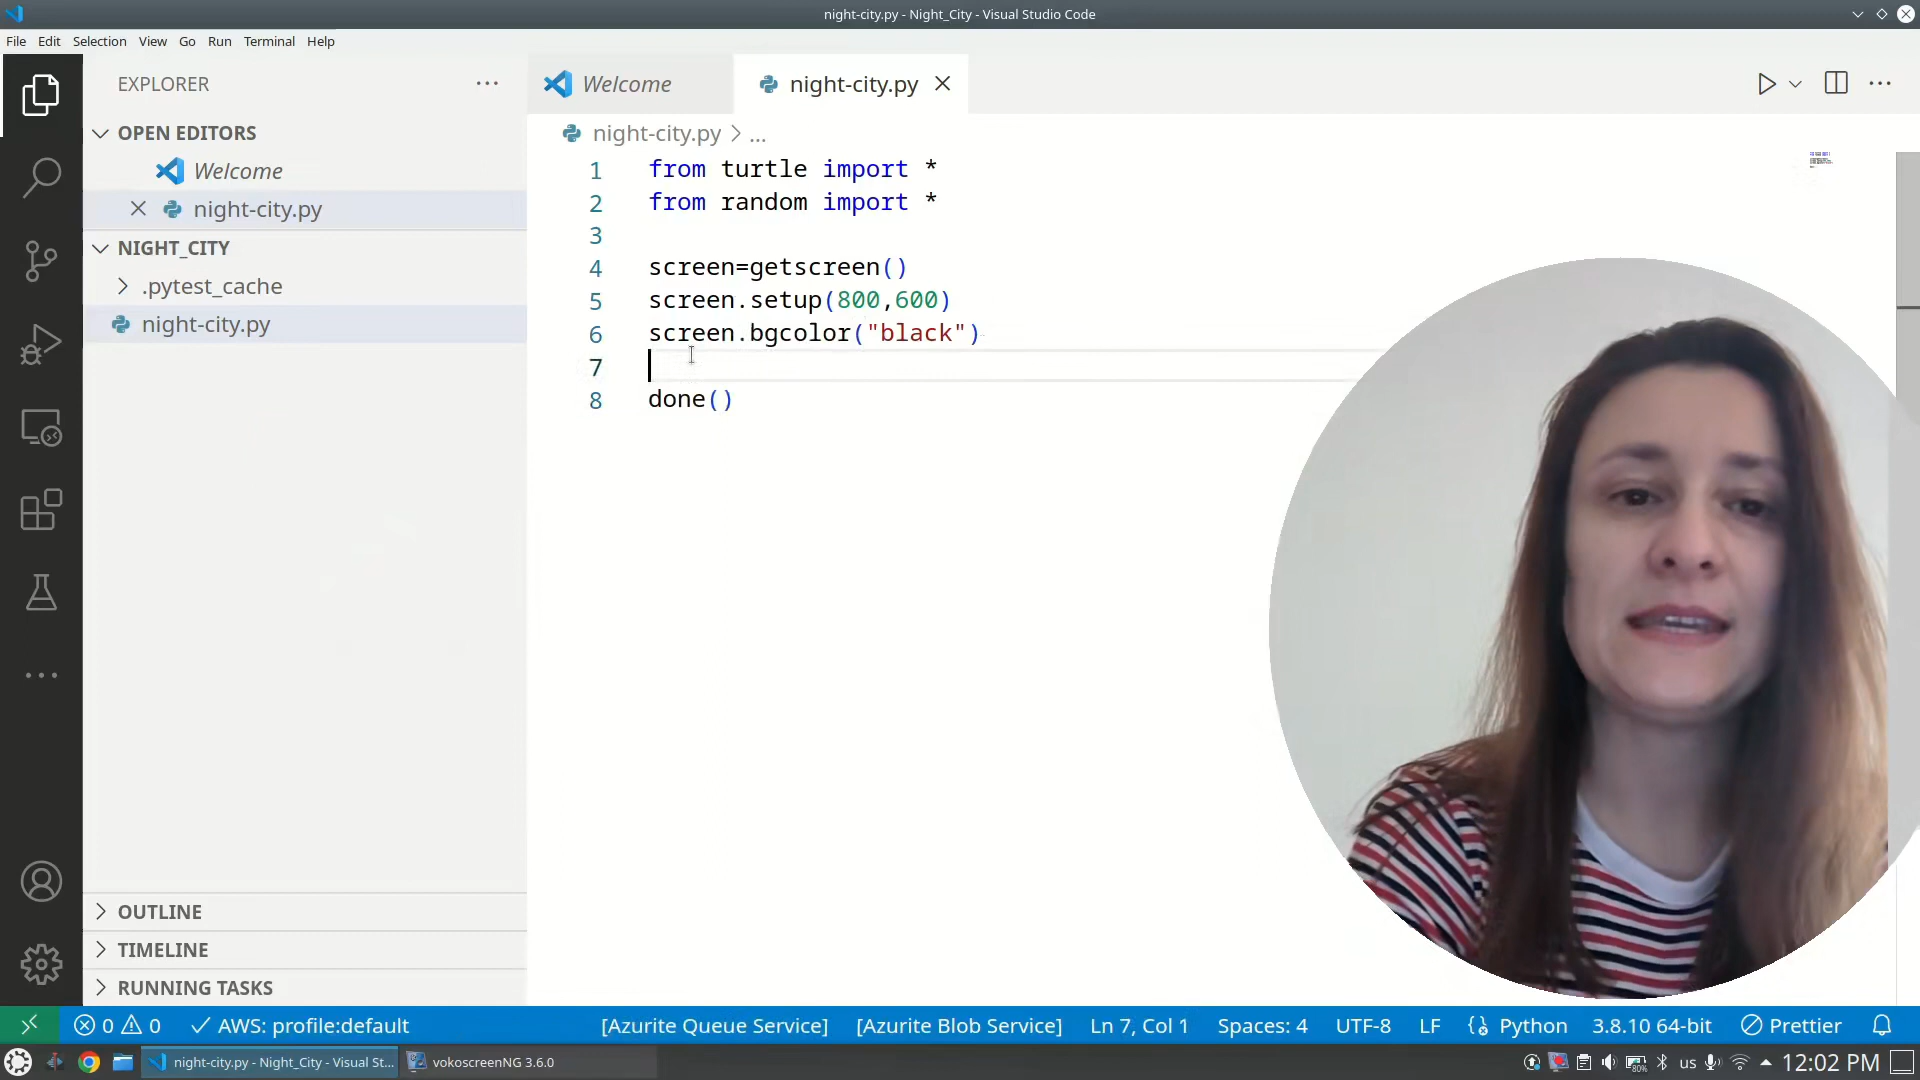 night-city.py - Night_City - Visual Studio Code
File Edit Selection View Go Run Terminal Help
EXPLORER
OPEN EDITORS
Welcome
night-city.py
NIGHT_CITY
.pytest_cache
night-city.py
OUTLINE
TIMELINE
RUNNING TASKS
Welcome
night-city.py
night-city.py > ...
1 from turtle import *
2 from random import *
3
4 screen=getscreen()
5 screen.setup(800,600)
6 screen.bgcolor("black")
7
8 done()
0 0 AWS: profile:default [Azurite Queue Service] [Azurite Blob Service] Ln 7, Col 1 Spaces: 4 UTF-8 LF Python 3.8.10 64-bit Prettier
night-city.py - Night_City - Visual St... vokoscreenNG 3.6.0 80% us 12:02 PM